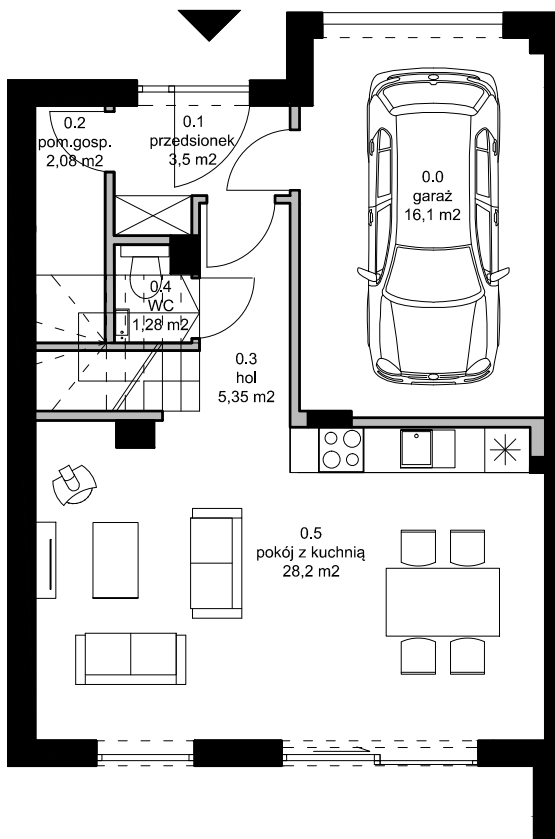 0.1
przedsionek
3,5 m2
0.2
pom.gosp.
2,08 m2
0.0
garaż
16,1 m2
0.4
WC
1,28 m2
0.3
hol
5,35 m2
0.5
pokój z kuchnią
28,2 m2